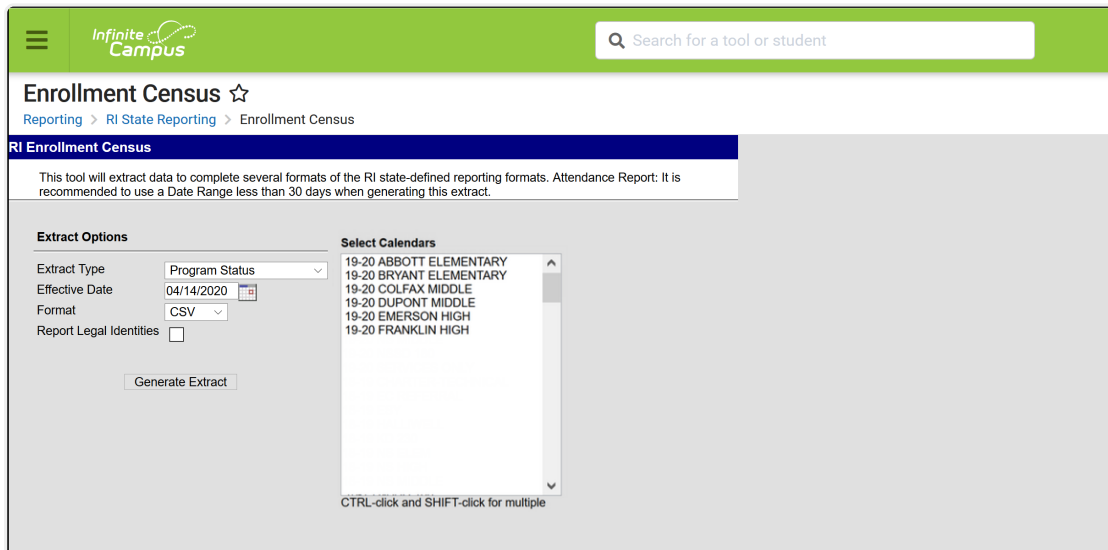 Infinite
Campus
Search for a tool or student
Enrollment Census
Reporting > RI State Reporting > Enrollment Census
RI Enrollment Census
This tool will extract data to complete several formats of the RI state-defined reporting formats. Attendance Report: It is
recommended to use a Date Range less than 30 days when generating this extract.
Extract Options
Extract Type Program Status
Effective Date 04/14/2020
Format CSV
Report Legal Identities
Generate Extract
Select Calendars
19-20 ABBOTT ELEMENTARY
19-20 BRYANT ELEMENTARY
19-20 COLFAX MIDDLE
19-20 DUPONT MIDDLE
19-20 EMERSON HIGH
19-20 FRANKLIN HIGH
CTRL-click and SHIFT-click for multiple